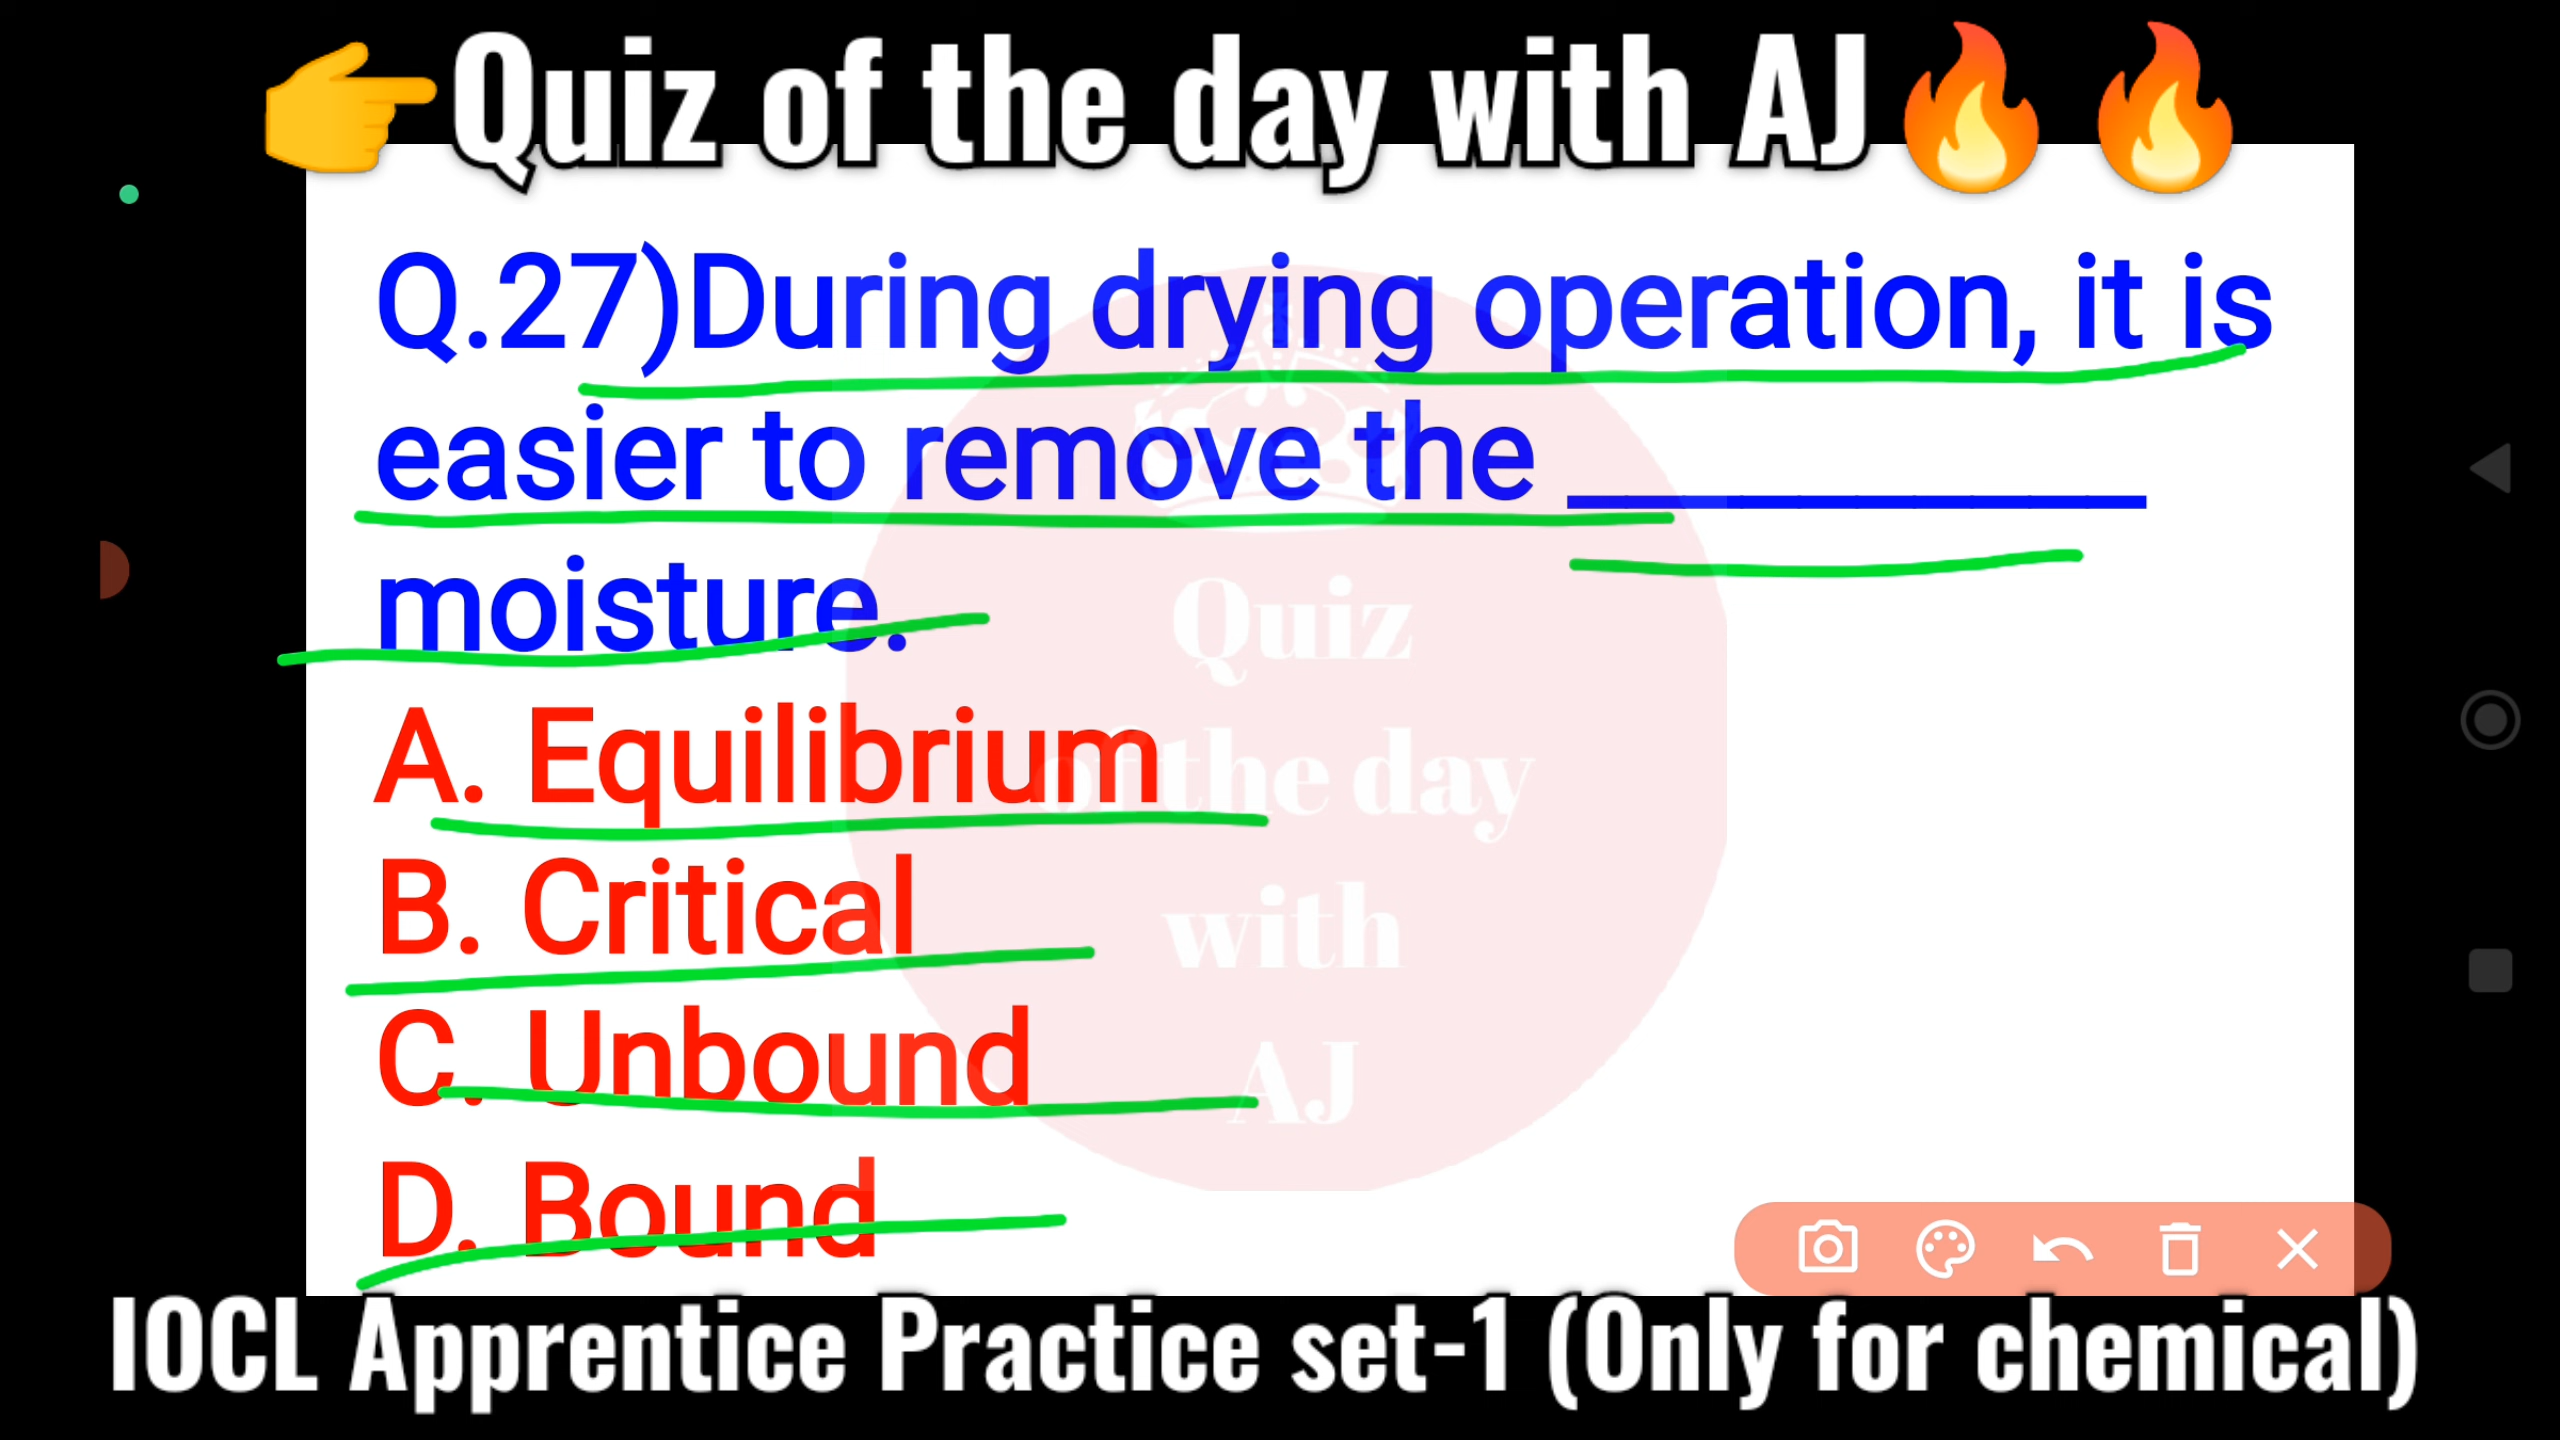 👉Quiz of the day with AJ🔥🔥
Q.27)During drying operation, it is
easier to remove the __________
moisture.
A. Equilibrium
B. Critical
C. Unbound
D. Bound
Quiz
of the day
with
AJ
IOCL Apprentice Practice set-1 (Only for chemical)